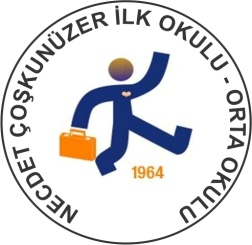 NECDET ÇOŞKUNÜZER İLK OKULU - ORTA OKULU
1964